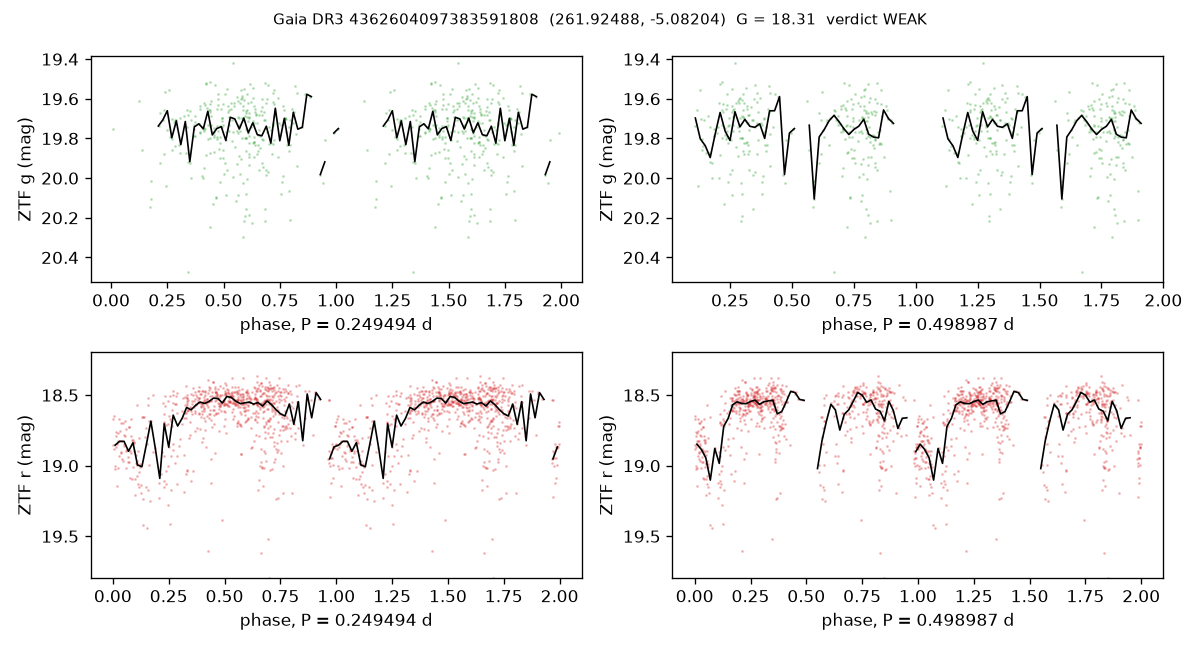 Gaia DR3 4362604097383591808  (261.92488, -5.08204)  G = 18.31  verdict WEAK
19.4
19.6
19.8
20.0
20.2
20.4
ZTF g (mag)
0.00 0.25 0.50 0.75 1.00 1.25 1.50 1.75 2.00
phase, P = 0.249494 d
19.4
19.6
19.8
20.0
20.2
20.4
ZTF g (mag)
0.25 0.50 0.75 1.00 1.25 1.50 1.75 2.00
phase, P = 0.498987 d
18.5
19.0
19.5
ZTF r (mag)
0.00 0.25 0.50 0.75 1.00 1.25 1.50 1.75 2.00
phase, P = 0.249494 d
18.5
19.0
19.5
ZTF r (mag)
0.00 0.25 0.50 0.75 1.00 1.25 1.50 1.75 2.00
phase, P = 0.498987 d